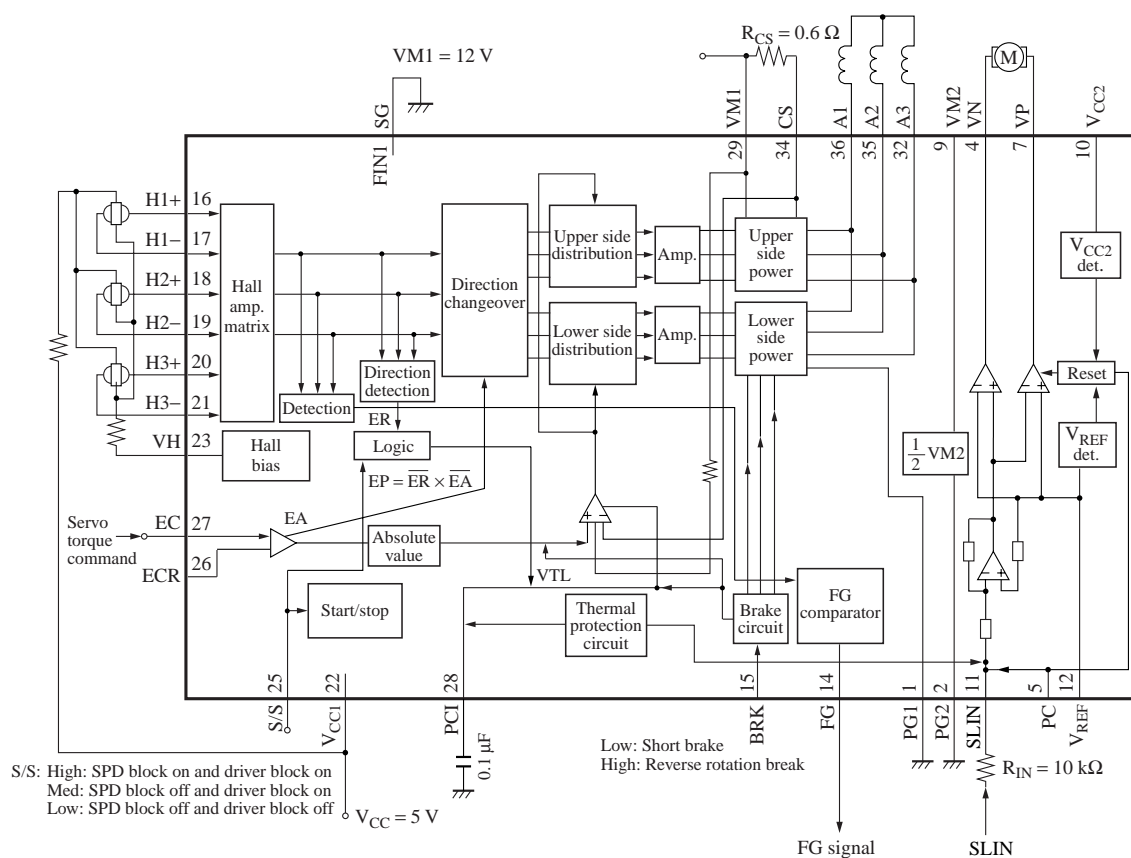 R_CS = 0.6 Ω
VM1 = 12 V
M
SG
VM1
CS
A1
A2
A3
VM2
VN
VP
V_CC2
FIN1
29
34
36
35
32
9
4
7
10
H1+
16
H1−
17
H2+
18
H2−
19
H3+
20
H3−
21
VH
23
Hall
amp.
matrix
Direction
changeover
Upper side
distribution
Amp.
Upper
side
power
V_CC2
det.
Lower side
distribution
Amp.
Lower
side
power
Direction
detection
Detection
Reset
ER
Logic
Hall
bias
EP = \overline{ER} × \overline{EA}
1/2 VM2
V_REF
det.
− +
− +
− +
+ −
EA
Servo
torque
command
EC
27
26
ECR
Absolute
value
VTL
Start/stop
Thermal
protection
circuit
Brake
circuit
FG
comparator
25
22
28
15
14
1
2
11
5
12
S/S
V_CC1
PCI
BRK
FG
PG1
PG2
SLIN
PC
V_REF
0.1 μF
Low: Short brake
High: Reverse rotation break
R_IN = 10 kΩ
S/S: High: SPD block on and driver block on
Med: SPD block off and driver block on
Low: SPD block off and driver block off
V_CC = 5 V
FG signal
SLIN